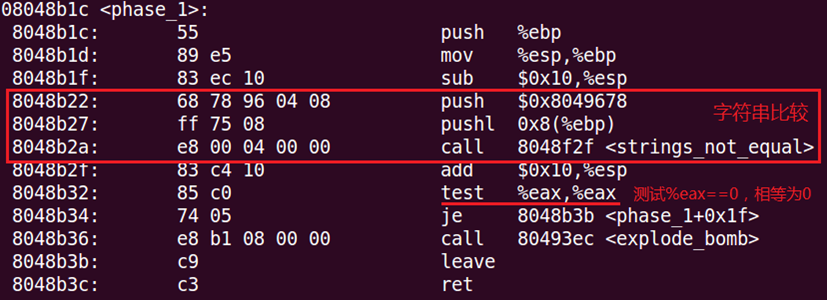 08048b1c <phase_1>:
8048b1c: 55 push %ebp
8048b1d: 89 e5 mov %esp,%ebp
8048b1f: 83 ec 10 sub $0x10,%esp
8048b22: 68 78 96 04 08 push $0x8049678
字符串比较
8048b27: ff 75 08 pushl 0x8(%ebp)
8048b2a: e8 00 04 00 00 call 8048f2f <strings_not_equal>
8048b2f: 83 c4 10 add $0x10,%esp
8048b32: 85 c0 test %eax,%eax 测试%eax==0，相等为0
8048b34: 74 05 je 8048b3b <phase_1+0x1f>
8048b36: e8 b1 08 00 00 call 80493ec <explode_bomb>
8048b3b: c9 leave
8048b3c: c3 ret